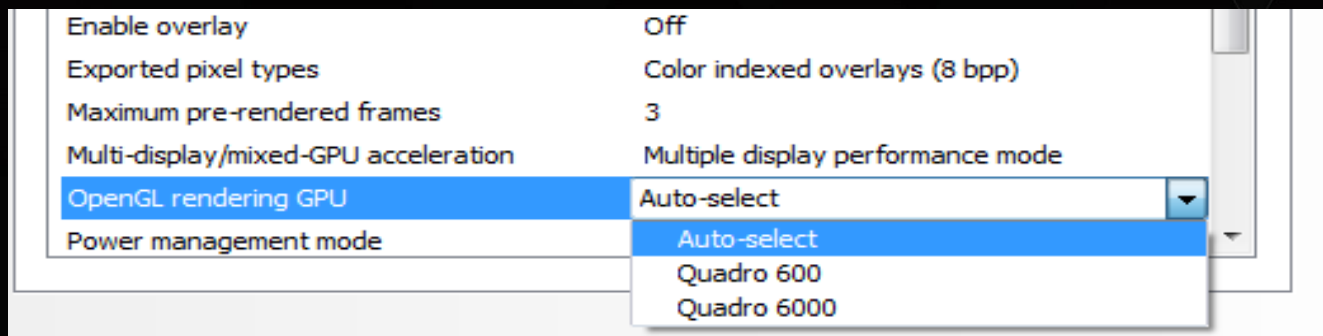 Enable overlay Off
Exported pixel types Color indexed overlays (8 bpp)
Maximum pre-rendered frames 3
Multi-display/mixed-GPU acceleration Multiple display performance mode
OpenGL rendering GPU Auto-select
Power management mode Auto-select
Quadro 600
Quadro 6000